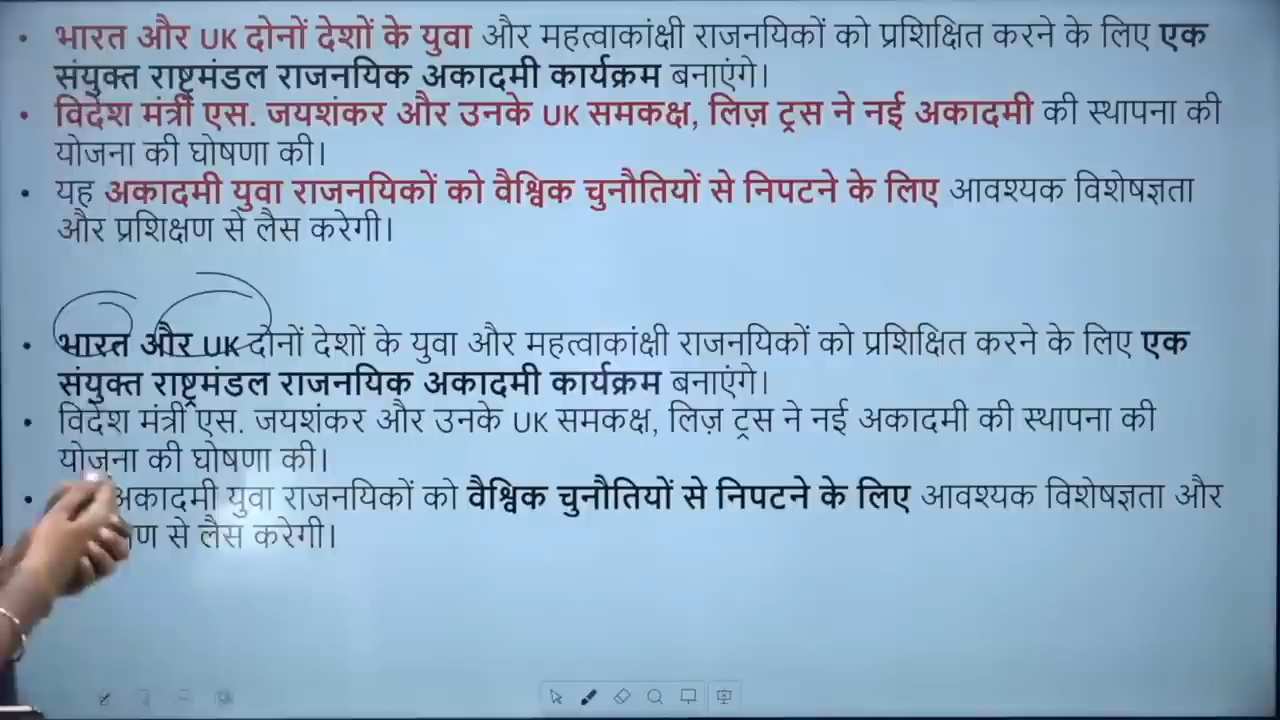 • भारत और UK दोनों देशों के युवा और महत्वाकांक्षी राजनयिकों को प्रशिक्षित करने के लिए एक
संयुक्त राष्ट्रमंडल राजनयिक अकादमी कार्यक्रम बनाएंगे।
• विदेश मंत्री एस. जयशंकर और उनके UK समकक्ष, लिज़ ट्रस ने नई अकादमी की स्थापना की
योजना की घोषणा की।
• यह अकादमी युवा राजनयिकों को वैश्विक चुनौतियों से निपटने के लिए आवश्यक विशेषज्ञता
और प्रशिक्षण से लैस करेगी।
• भारत और UK दोनों देशों के युवा और महत्वाकांक्षी राजनयिकों को प्रशिक्षित करने के लिए एक
संयुक्त राष्ट्रमंडल राजनयिक अकादमी कार्यक्रम बनाएंगे।
• विदेश मंत्री एस. जयशंकर और उनके UK समकक्ष, लिज़ ट्रस ने नई अकादमी की स्थापना की
योजना की घोषणा की।
• अकादमी युवा राजनयिकों को वैश्विक चुनौतियों से निपटने के लिए आवश्यक विशेषज्ञता और
से लैस करेगी।